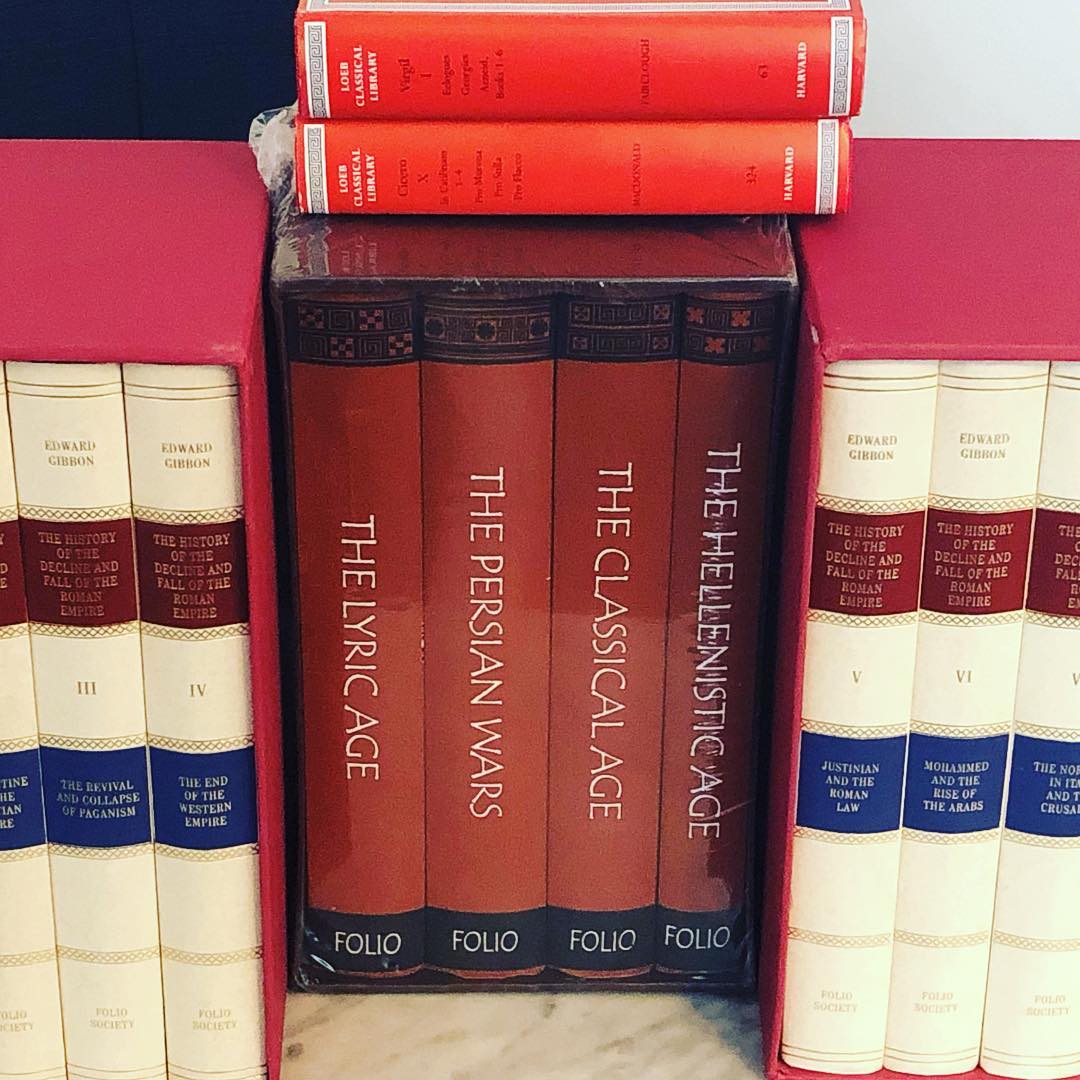 LOEB
CLASSICAL
LIBRARY
Virgil
I
Eclogues
Georgics
Aeneid,
Books 1-6
FAIRCLOUGH
63
HARVARD
LOEB
CLASSICAL
LIBRARY
Cicero
X
In Catilinam
1-4
Pro Murena
Pro Sulla
Pro Flacco
MACDONALD
324
HARVARD
EDWARD
GIBBON
THE HISTORY
OF THE
DECLINE AND
FALL OF THE
ROMAN
EMPIRE
III
THE REVIVAL
AND COLLAPSE
OF PAGANISM
FOLIO
SOCIETY
EDWARD
GIBBON
THE HISTORY
OF THE
DECLINE AND
FALL OF THE
ROMAN
EMPIRE
IV
THE END
OF THE
WESTERN
EMPIRE
FOLIO
SOCIETY
THE LYRIC AGE
FOLIO
THE PERSIAN WARS
FOLIO
THE CLASSICAL AGE
FOLIO
THE HELLENISTIC AGE
FOLIO
EDWARD
GIBBON
THE HISTORY
OF THE
DECLINE AND
FALL OF THE
ROMAN
EMPIRE
V
JUSTINIAN
AND THE
ROMAN
LAW
FOLIO
SOCIETY
EDWARD
GIBBON
THE HISTORY
OF THE
DECLINE AND
FALL OF THE
ROMAN
EMPIRE
VI
MOHAMMED
AND THE
RISE OF
THE ARABS
FOLIO
SOCIETY
THE NOR
IN ITA
AND T
CRUSA
FOLIO